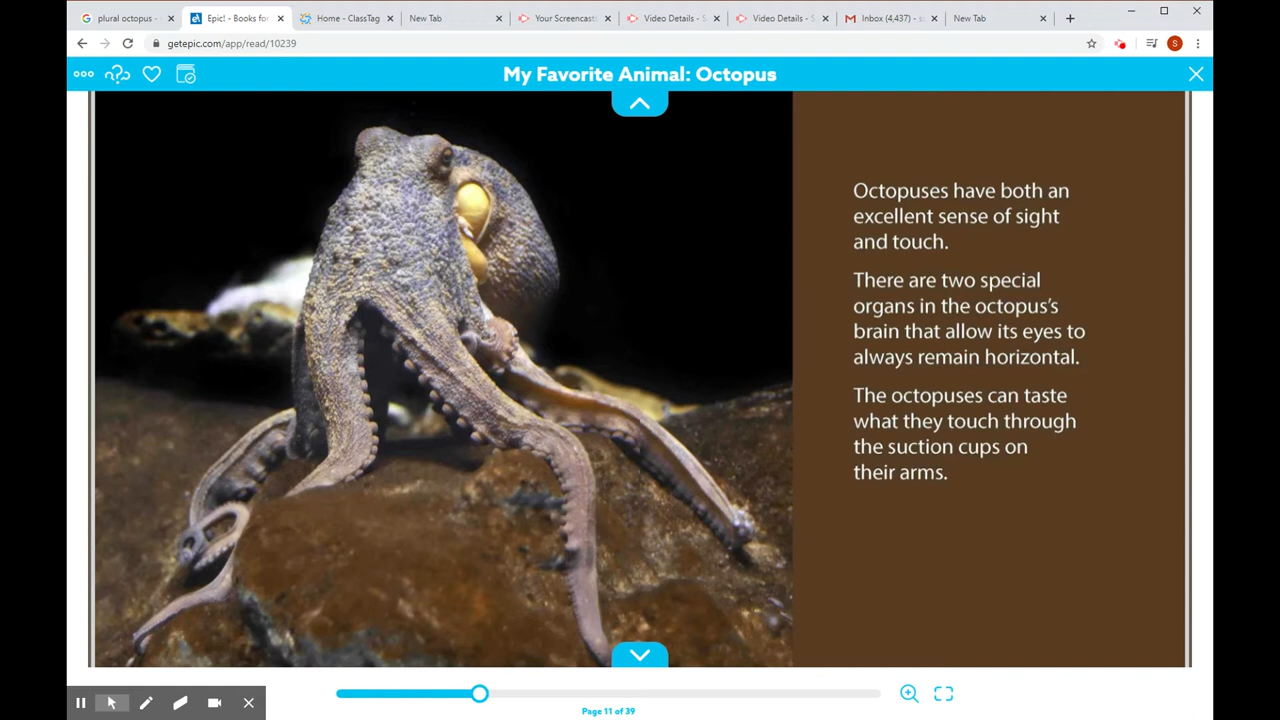 plural octopus -
Epic! - Books for
Home - ClassTag
New Tab
Your Screencasts
Video Details - S
Video Details - S
Inbox (4,437) - s
New Tab
getepic.com/app/read/10239
S
My Favorite Animal: Octopus
Octopuses have both an
excellent sense of sight
and touch.
There are two special
organs in the octopus's
brain that allow its eyes to
always remain horizontal.
The octopuses can taste
what they touch through
the suction cups on
their arms.
Page 11 of 39